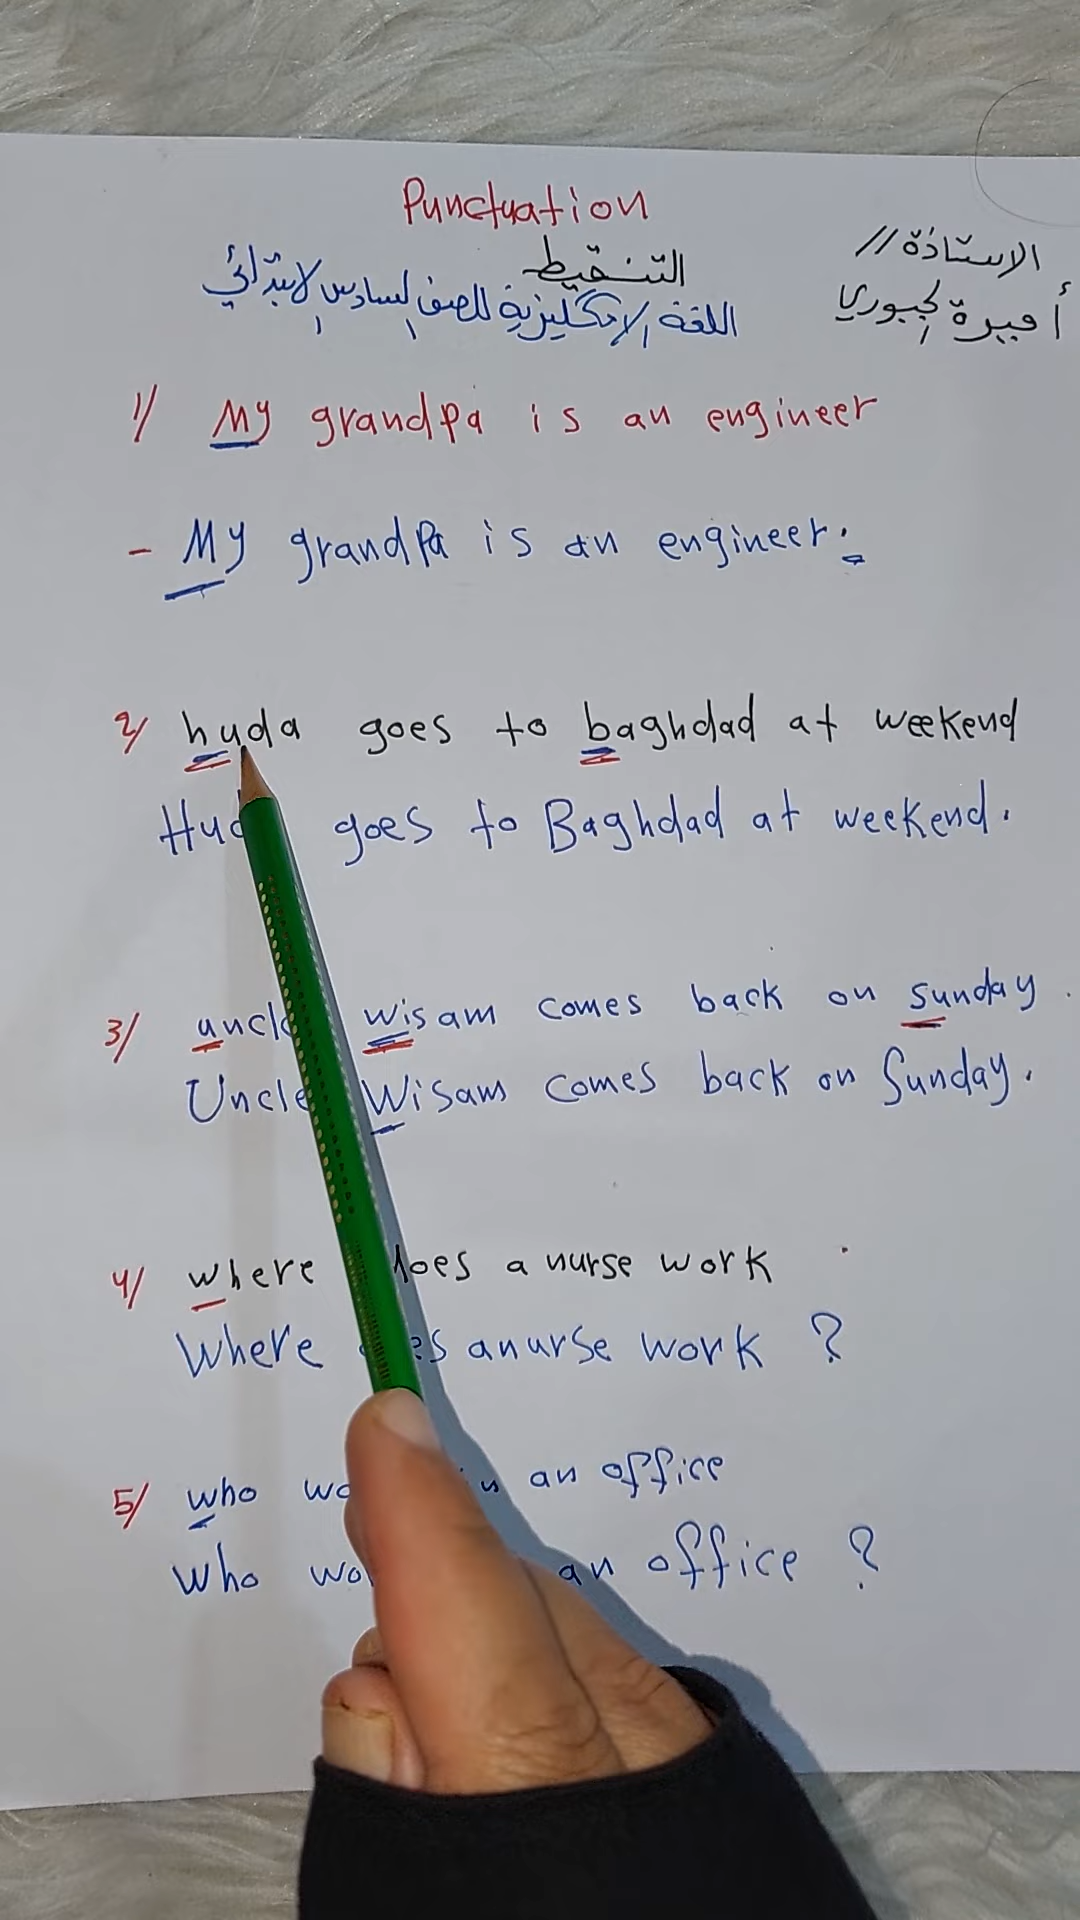 Punctuation
التنقيط
اللغة الانكليزية للصف السادس الابتدائي
الاستاذة //
أميرة الجبوري
1/ My grandpa is an engineer
- My grandpa is an engineer.
2/ huda goes to baghdad at weekend
goes to Baghdad at weekend.
3/ wisam comes back on sunday.
Uncle Wisam comes back on Sunday.
4/ where does a nurse work
Where a nurse work ?
5/ who an office
Who an office ?